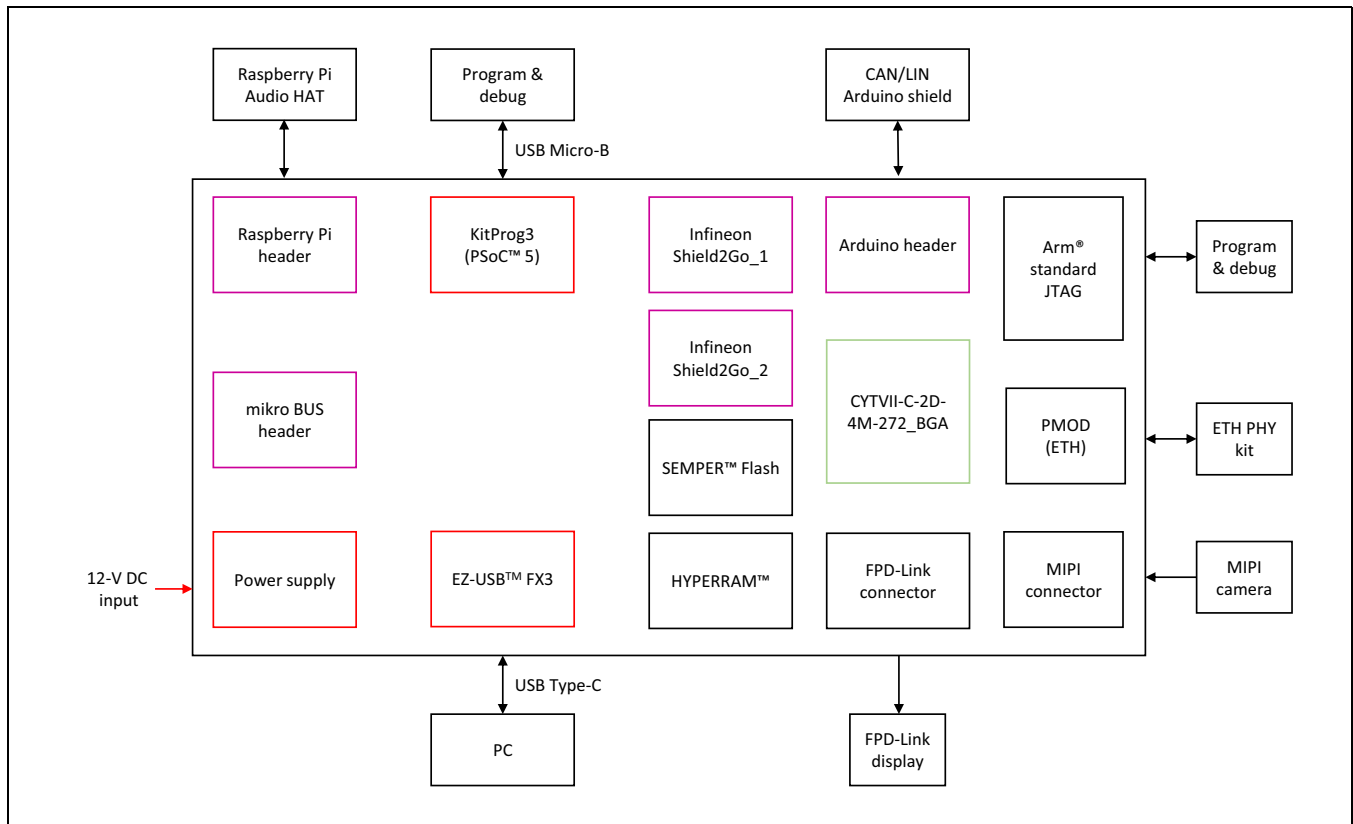 Raspberry Pi
Audio HAT
Program &
debug
CAN/LIN
Arduino shield
USB Micro-B
Raspberry Pi
header
KitProg3
(PSoC™ 5)
Infineon
Shield2Go_1
Arduino header
Arm®
standard
JTAG
Program
& debug
Infineon
Shield2Go_2
mikro BUS
header
CYTVII-C-2D-
4M-272_BGA
PMOD
(ETH)
ETH PHY
kit
SEMPER™ Flash
12-V DC
input
Power supply
EZ-USB™ FX3
HYPERRAM™
FPD-Link
connector
MIPI
connector
MIPI
camera
USB Type-C
PC
FPD-Link
display